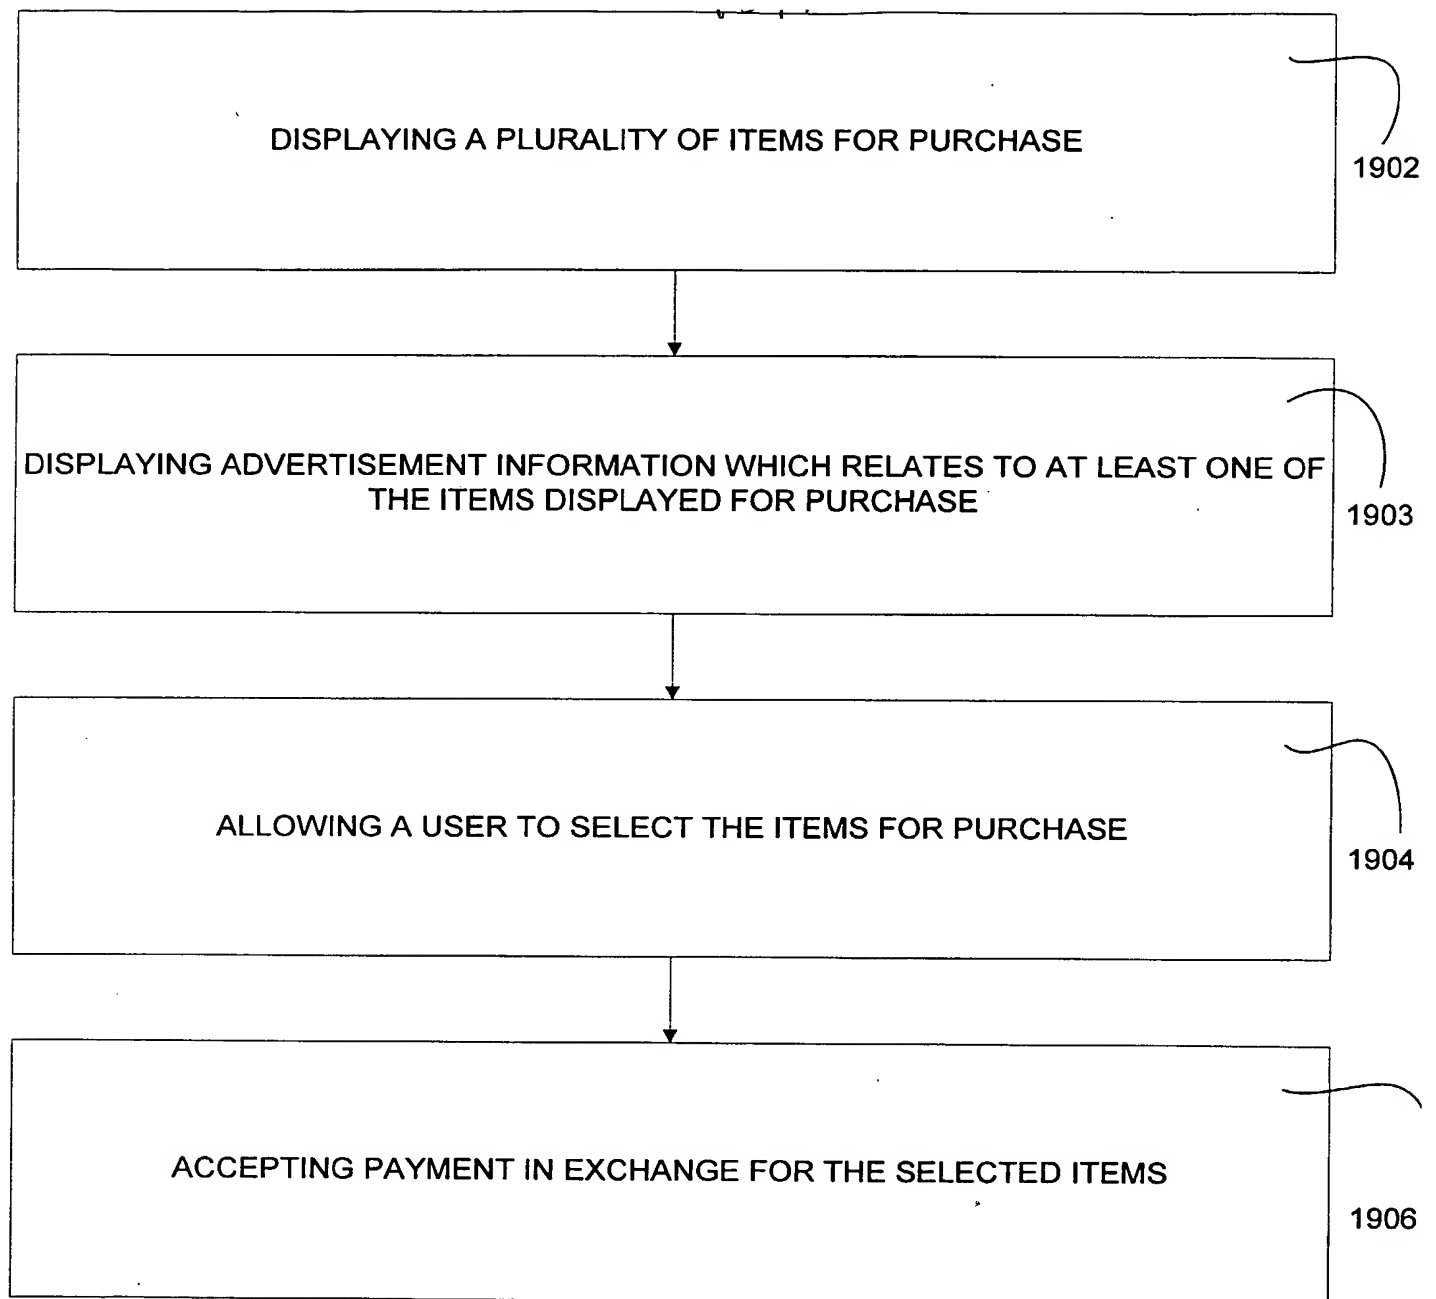 DISPLAYING A PLURALITY OF ITEMS FOR PURCHASE
1902
DISPLAYING ADVERTISEMENT INFORMATION WHICH RELATES TO AT LEAST ONE OF
THE ITEMS DISPLAYED FOR PURCHASE
1903
ALLOWING A USER TO SELECT THE ITEMS FOR PURCHASE
1904
ACCEPTING PAYMENT IN EXCHANGE FOR THE SELECTED ITEMS
1906